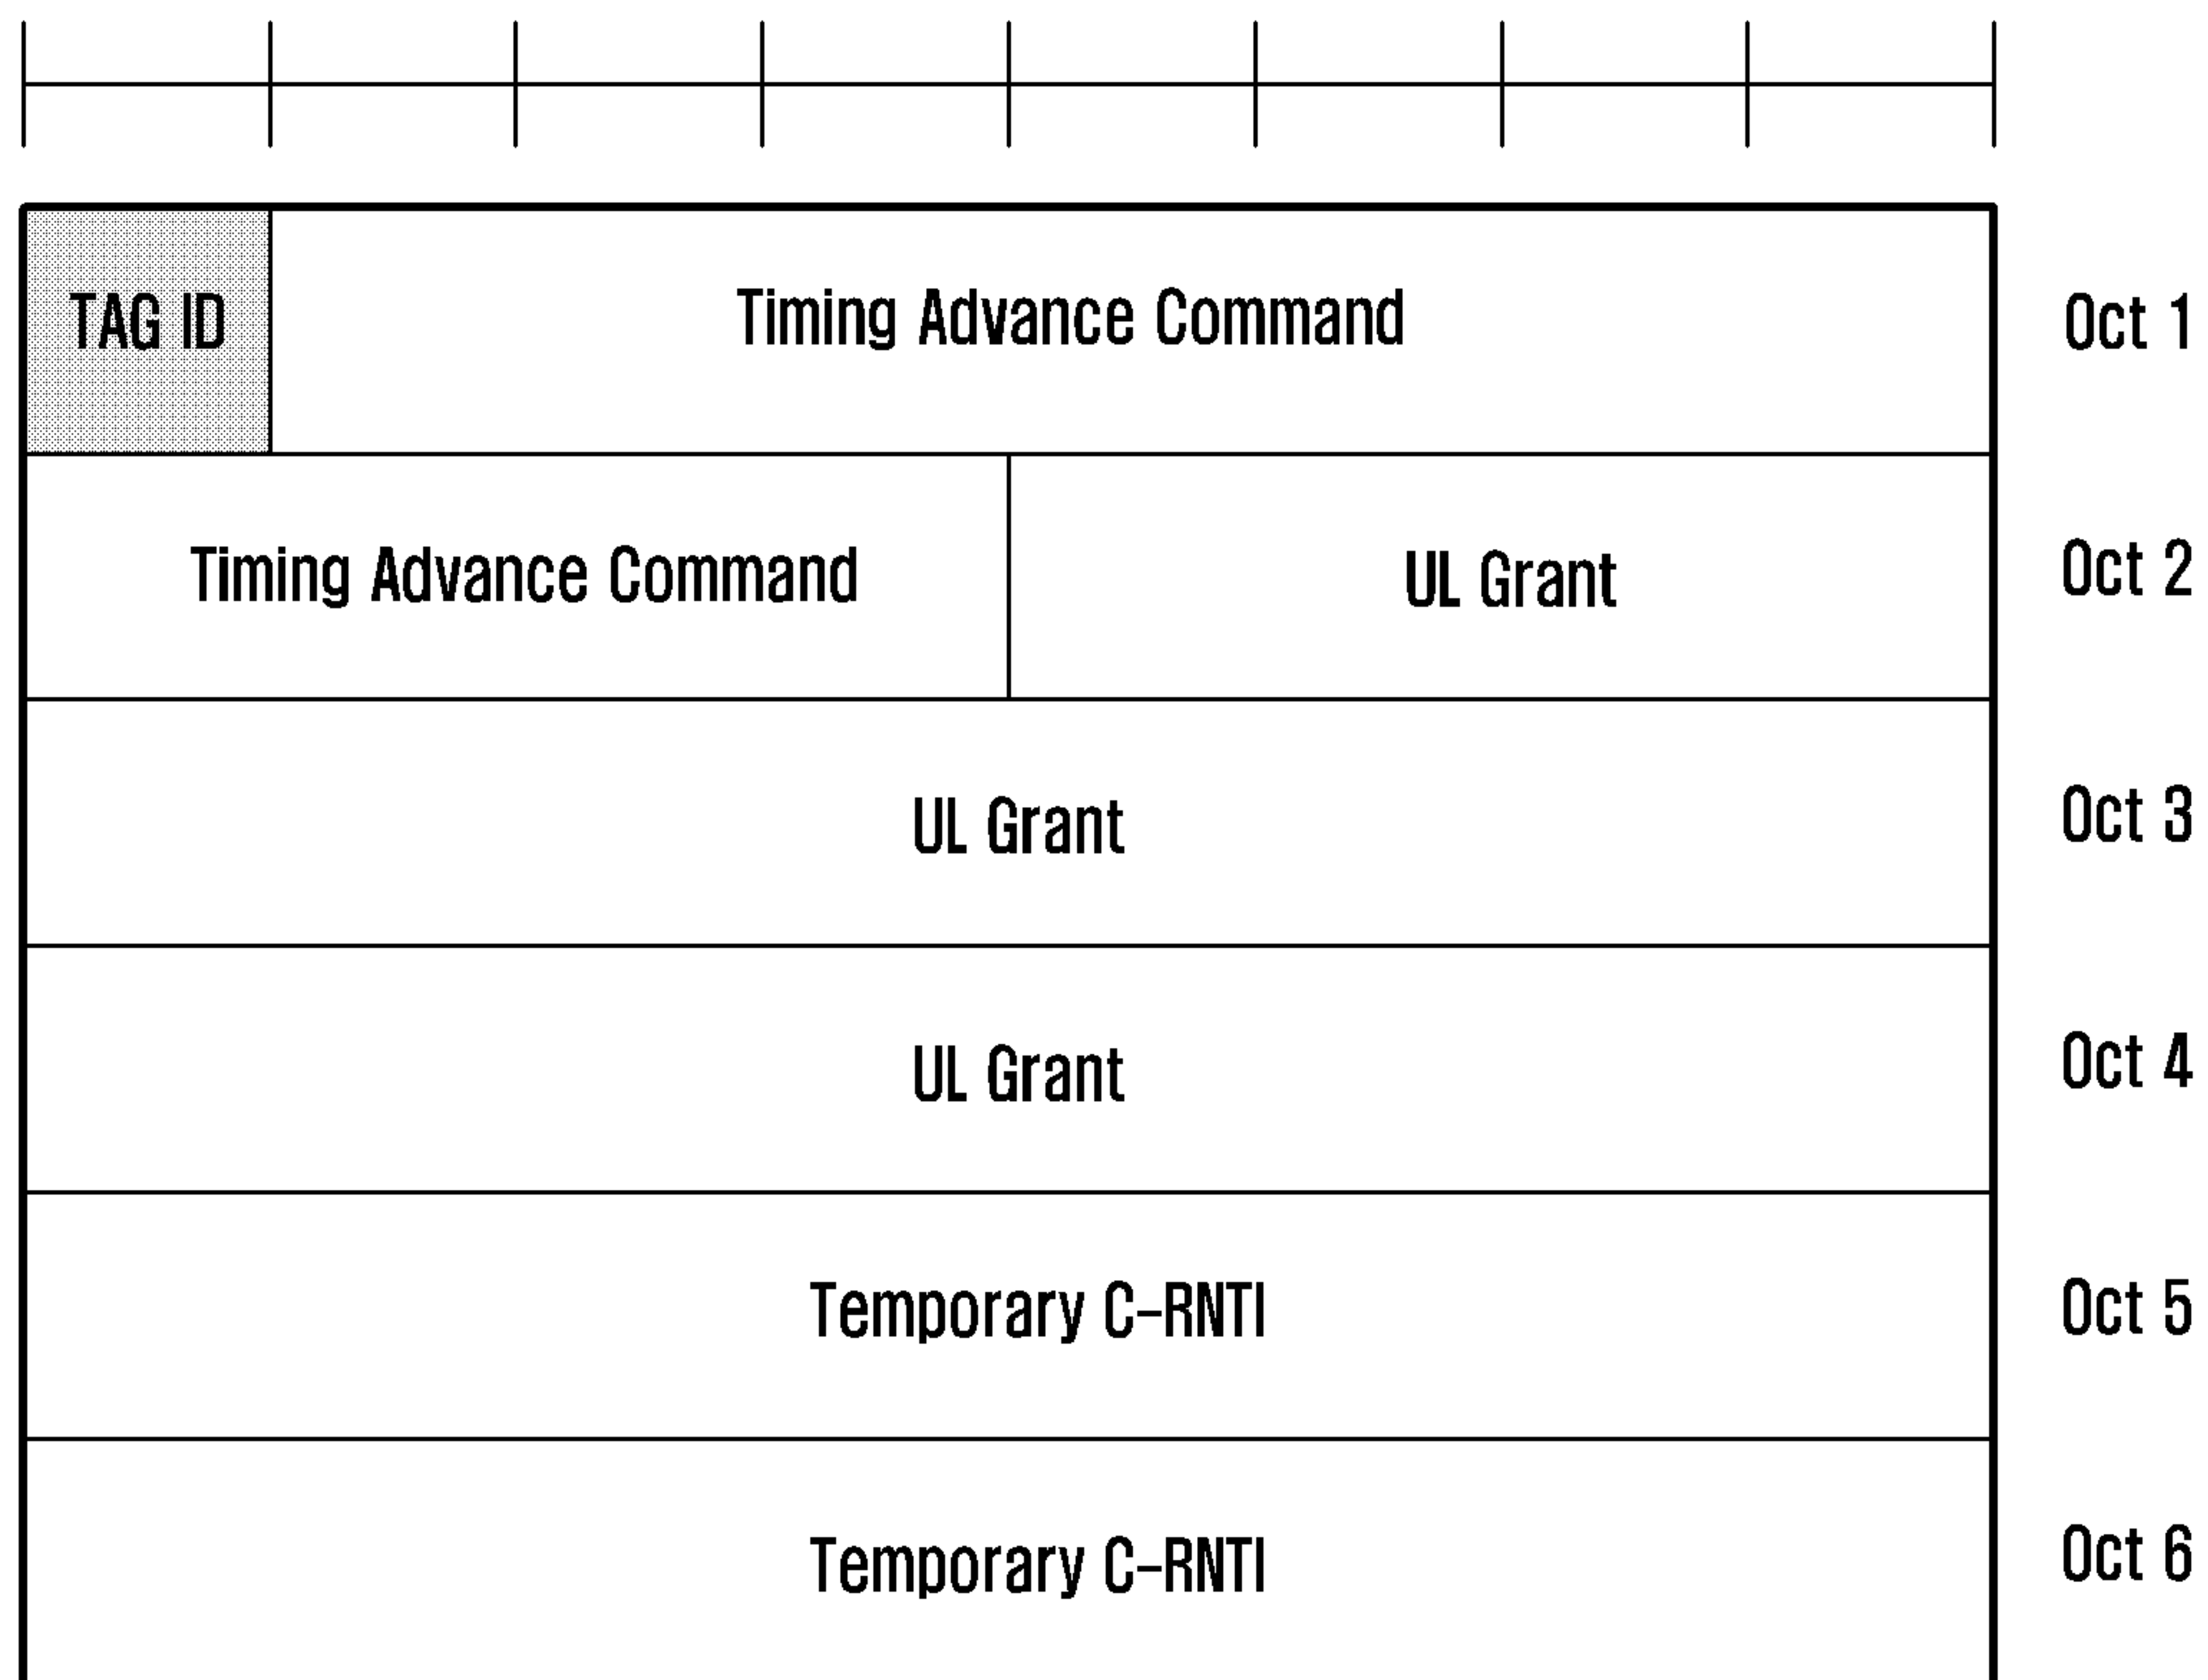 TAG ID Timing Advance Command Oct 1
Timing Advance Command UL Grant Oct 2
UL Grant Oct 3
UL Grant Oct 4
Temporary C-RNTI Oct 5
Temporary C-RNTI Oct 6